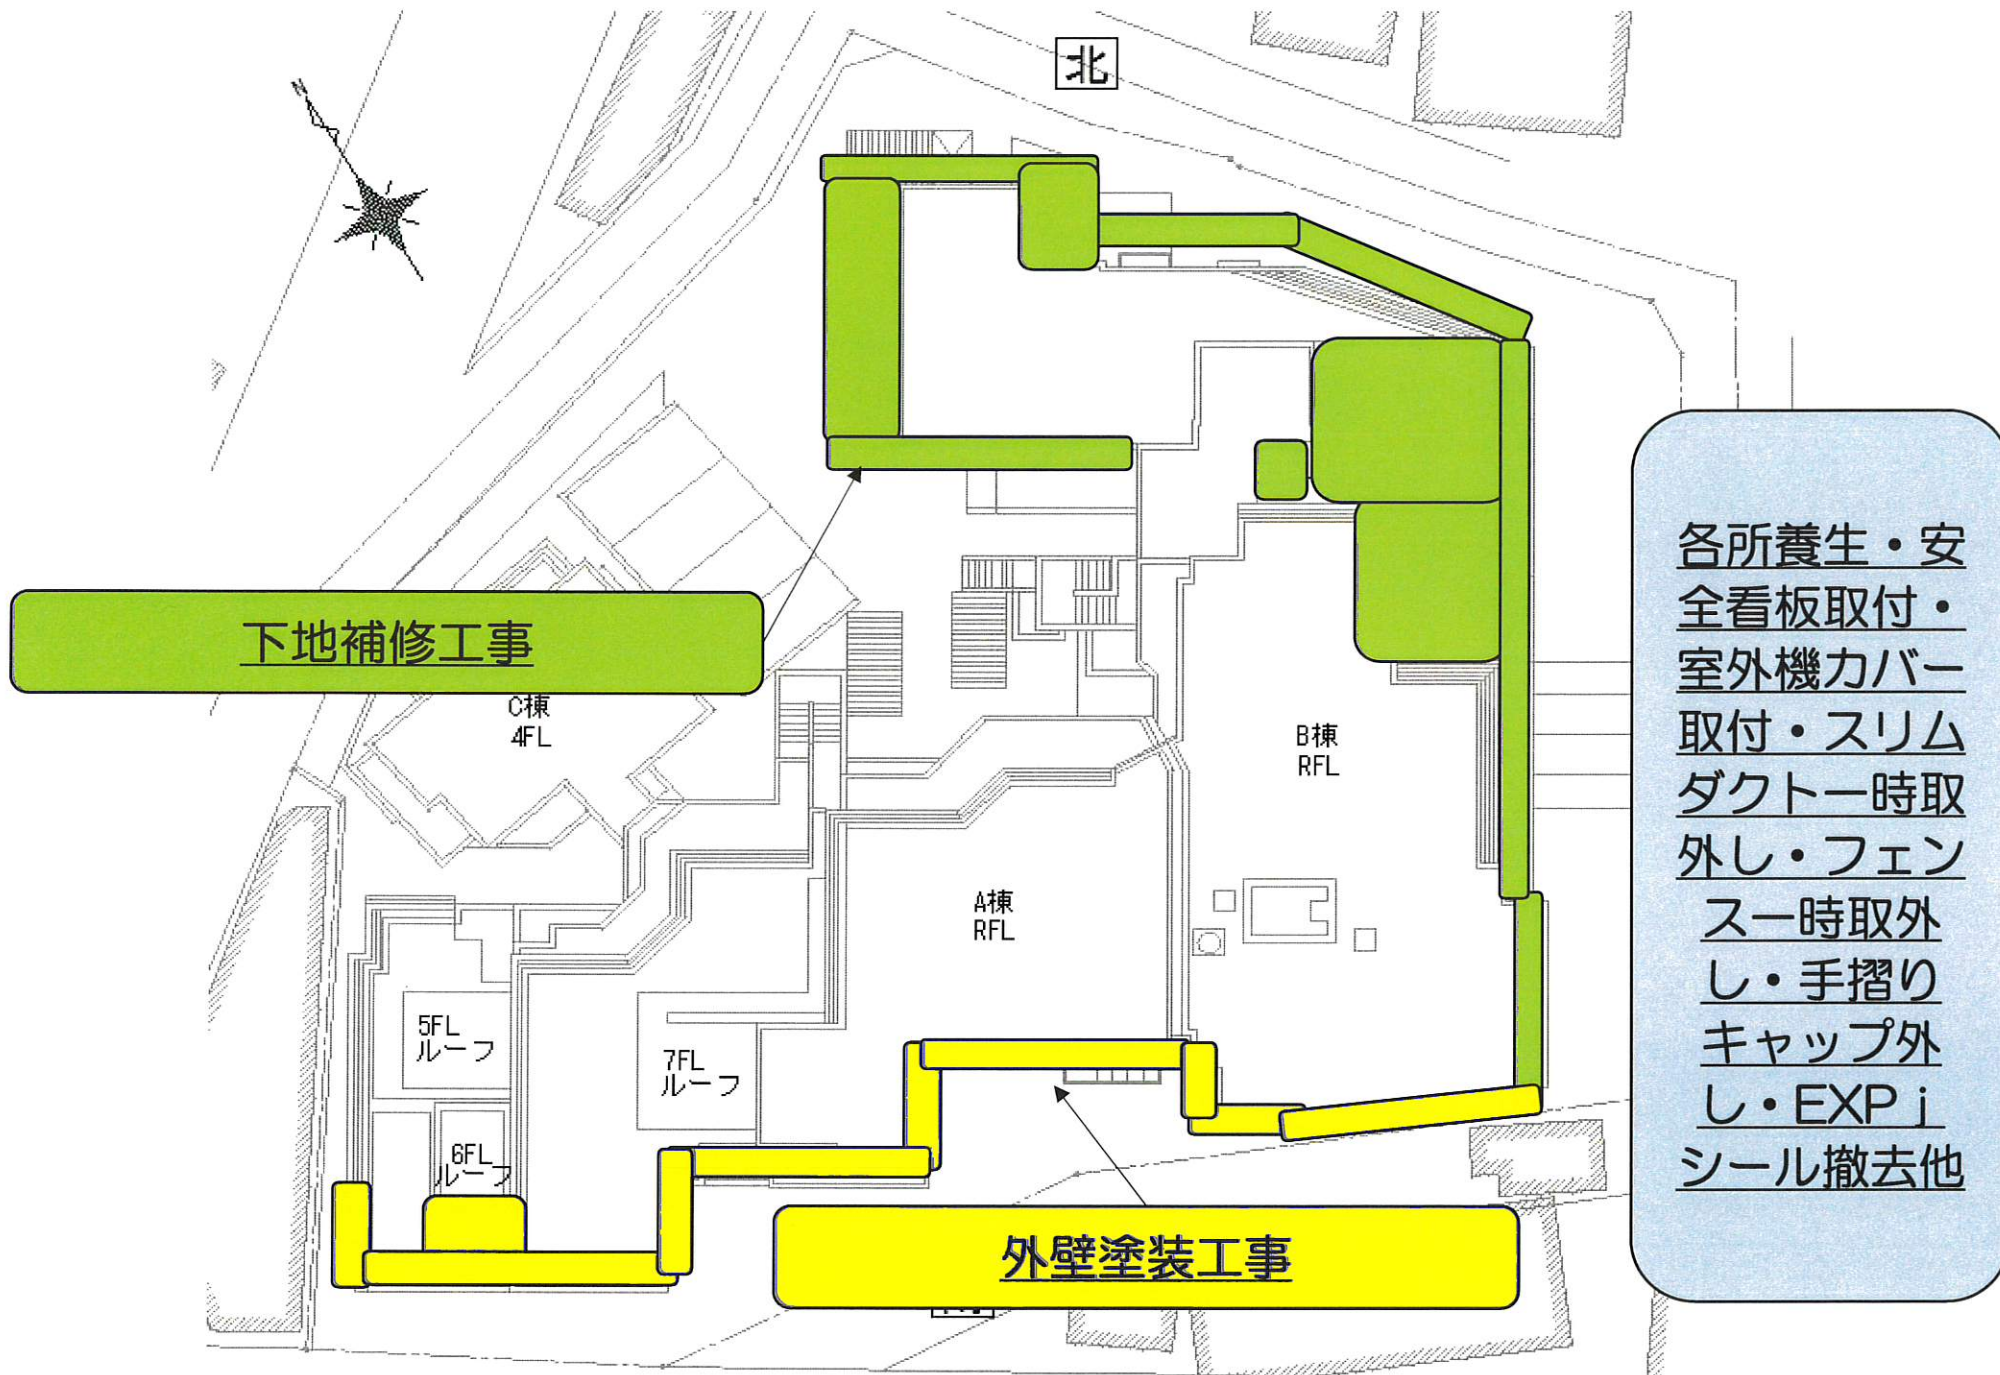 北
N
下地補修工事
C棟
4FL
B棟
RFL
A棟
RFL
5FL
ルーフ
7FL
ルーフ
6FL
ルーフ
外壁塗装工事
各所養生・安
全看板取付・
室外機カバー
取付・スリム
ダクト一時取
外し・フェン
ス一時取外
し・手摺り
キャップ外
し・EXPｊ
シール撤去他